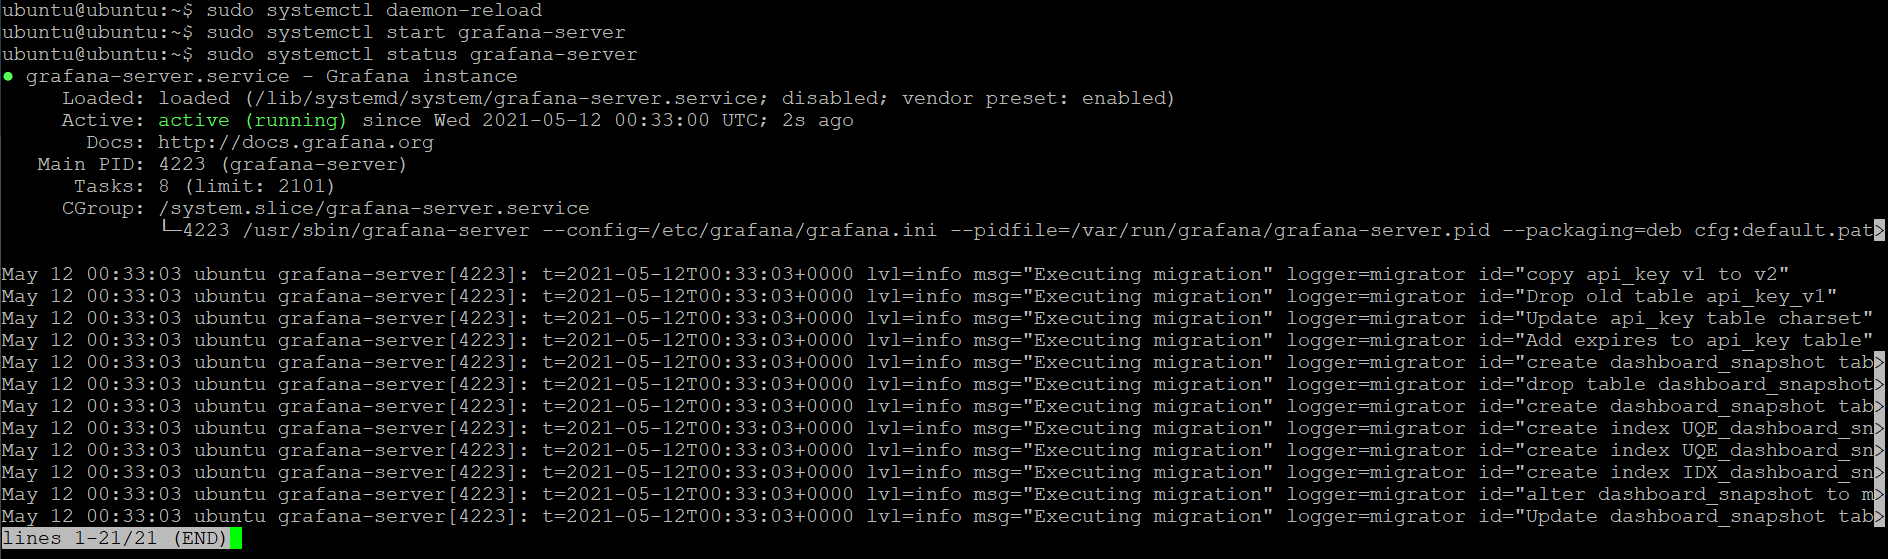 ubuntu@ubuntu:~$ sudo systemctl daemon-reload
ubuntu@ubuntu:~$ sudo systemctl start grafana-server
ubuntu@ubuntu:~$ sudo systemctl status grafana-server
● grafana-server.service - Grafana instance
     Loaded: loaded (/lib/systemd/system/grafana-server.service; disabled; vendor preset: enabled)
     Active: active (running) since Wed 2021-05-12 00:33:00 UTC; 2s ago
       Docs: http://docs.grafana.org
   Main PID: 4223 (grafana-server)
      Tasks: 8 (limit: 2101)
     CGroup: /system.slice/grafana-server.service
             └─4223 /usr/sbin/grafana-server --config=/etc/grafana/grafana.ini --pidfile=/var/run/grafana/grafana-server.pid --packaging=deb cfg:default.pat>
May 12 00:33:03 ubuntu grafana-server[4223]: t=2021-05-12T00:33:03+0000 lvl=info msg="Executing migration" logger=migrator id="copy api_key v1 to v2"
May 12 00:33:03 ubuntu grafana-server[4223]: t=2021-05-12T00:33:03+0000 lvl=info msg="Executing migration" logger=migrator id="Drop old table api_key_v1"
May 12 00:33:03 ubuntu grafana-server[4223]: t=2021-05-12T00:33:03+0000 lvl=info msg="Executing migration" logger=migrator id="Update api_key table charset"
May 12 00:33:03 ubuntu grafana-server[4223]: t=2021-05-12T00:33:03+0000 lvl=info msg="Executing migration" logger=migrator id="Add expires to api_key table"
May 12 00:33:03 ubuntu grafana-server[4223]: t=2021-05-12T00:33:03+0000 lvl=info msg="Executing migration" logger=migrator id="create dashboard_snapshot tab>
May 12 00:33:03 ubuntu grafana-server[4223]: t=2021-05-12T00:33:03+0000 lvl=info msg="Executing migration" logger=migrator id="drop table dashboard_snapshot>
May 12 00:33:03 ubuntu grafana-server[4223]: t=2021-05-12T00:33:03+0000 lvl=info msg="Executing migration" logger=migrator id="create dashboard_snapshot tab>
May 12 00:33:03 ubuntu grafana-server[4223]: t=2021-05-12T00:33:03+0000 lvl=info msg="Executing migration" logger=migrator id="create index UQE_dashboard_sn>
May 12 00:33:03 ubuntu grafana-server[4223]: t=2021-05-12T00:33:03+0000 lvl=info msg="Executing migration" logger=migrator id="create index UQE_dashboard_sn>
May 12 00:33:03 ubuntu grafana-server[4223]: t=2021-05-12T00:33:03+0000 lvl=info msg="Executing migration" logger=migrator id="create index IDX_dashboard_sn>
May 12 00:33:03 ubuntu grafana-server[4223]: t=2021-05-12T00:33:03+0000 lvl=info msg="Executing migration" logger=migrator id="alter dashboard_snapshot to m>
May 12 00:33:03 ubuntu grafana-server[4223]: t=2021-05-12T00:33:03+0000 lvl=info msg="Executing migration" logger=migrator id="Update dashboard_snapshot tab>
lines 1-21/21 (END)